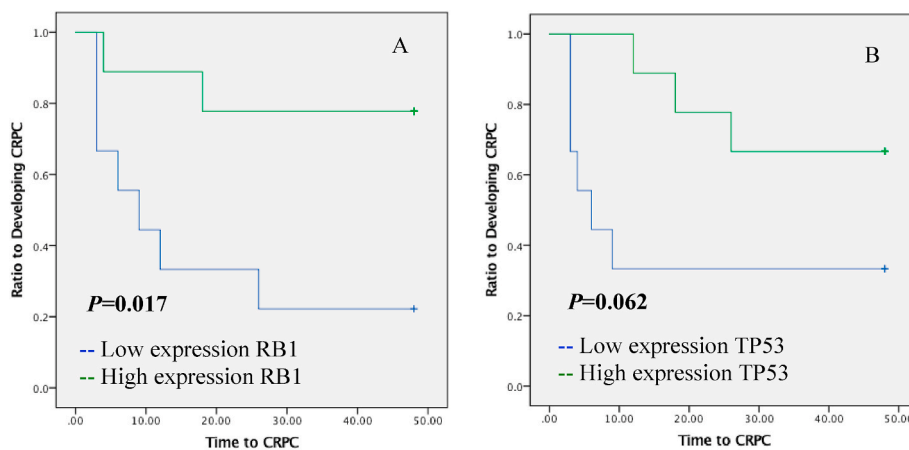 A
Ratio to Developing CRPC
1.0
0.8
0.6
0.4
0.2
0.0
P=0.017
-- Low expression RB1
-- High expression RB1
.00 10.00 20.00 30.00 40.00 50.00
Time to CRPC
B
Ratio to Developing CRPC
1.0
0.8
0.6
0.4
0.2
0.0
P=0.062
-- Low expression TP53
-- High expression TP53
.00 10.00 20.00 30.00 40.00 50.00
Time to CRPC